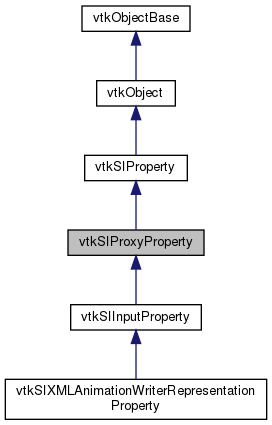 vtkObjectBase
vtkObject
vtkSIProperty
vtkSIProxyProperty
vtkSIInputProperty
vtkSIXMLAnimationWriterRepresentation
Property